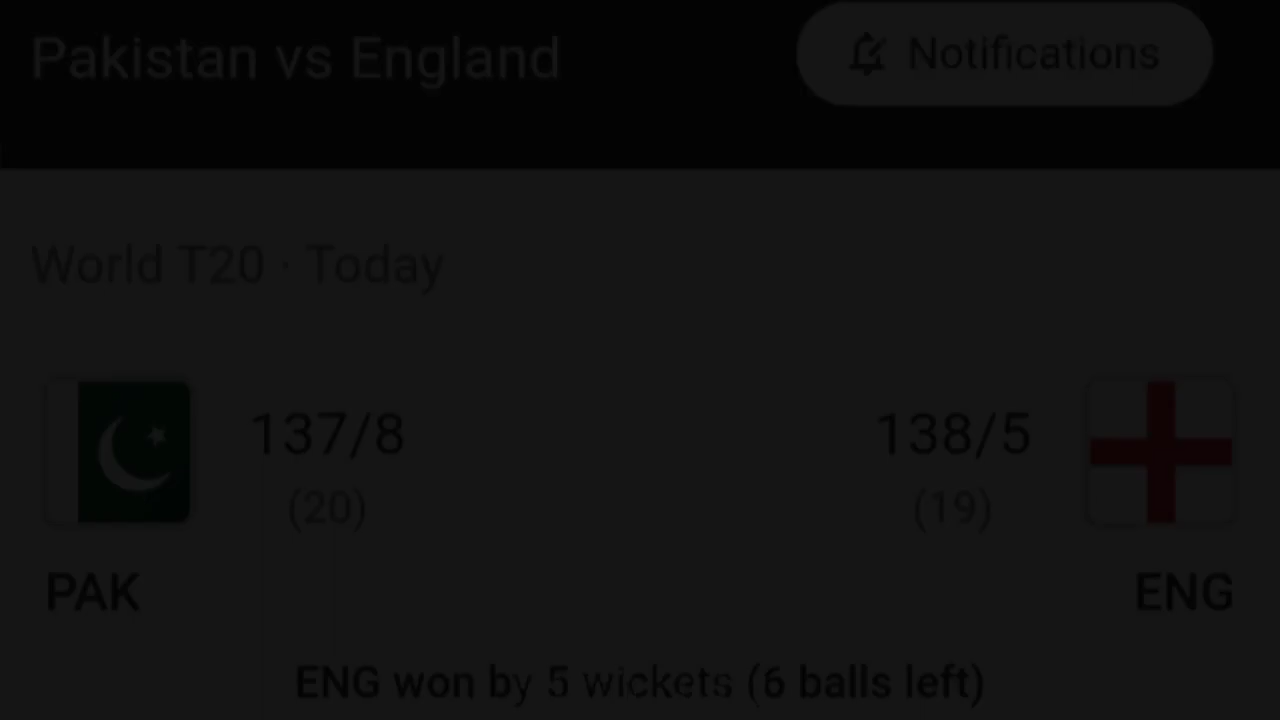 Pakistan vs England
Notifications
World T20 · Today
137/8
138/5
(20)
(19)
PAK
ENG
ENG won by 5 wickets (6 balls left)